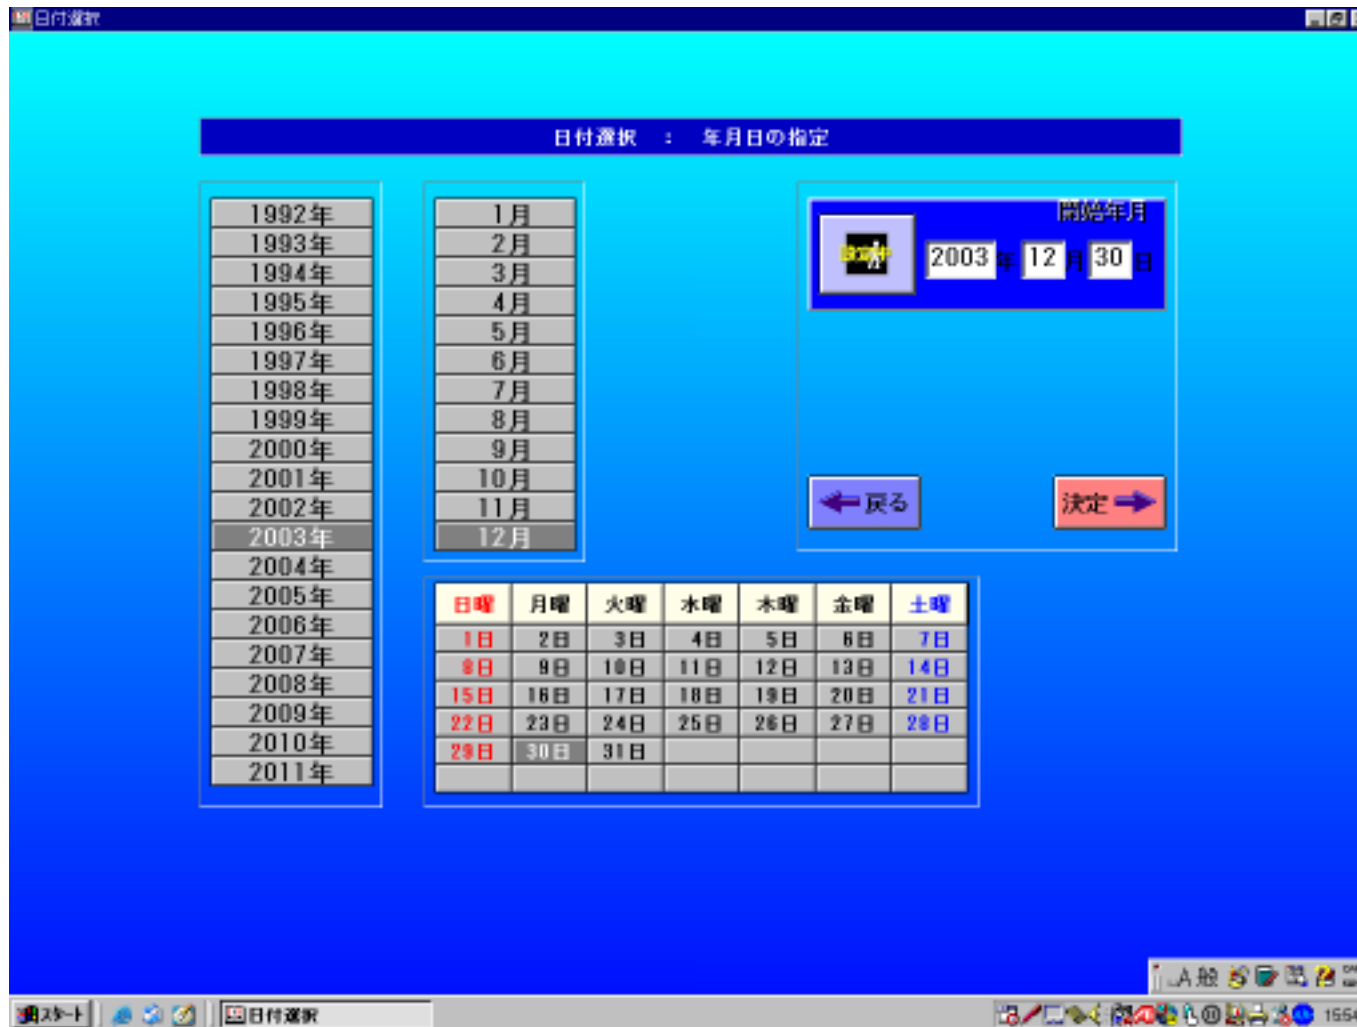 日付選択
日付選択 : 年月日の指定
1992年
1993年
1994年
1995年
1996年
1997年
1998年
1999年
2000年
2001年
2002年
2003年
2004年
2005年
2006年
2007年
2008年
2009年
2010年
2011年
1月
2月
3月
4月
5月
6月
7月
8月
9月
10月
11月
12月
開始年月
設定中
2003 年 12 月 30 日
戻る
決定
日曜 月曜 火曜 水曜 木曜 金曜 土曜
1日 2日 3日 4日 5日 6日 7日
8日 9日 10日 11日 12日 13日 14日
15日 16日 17日 18日 19日 20日 21日
22日 23日 24日 25日 26日 27日 28日
29日 30日 31日
A 般
スタート
日付選択